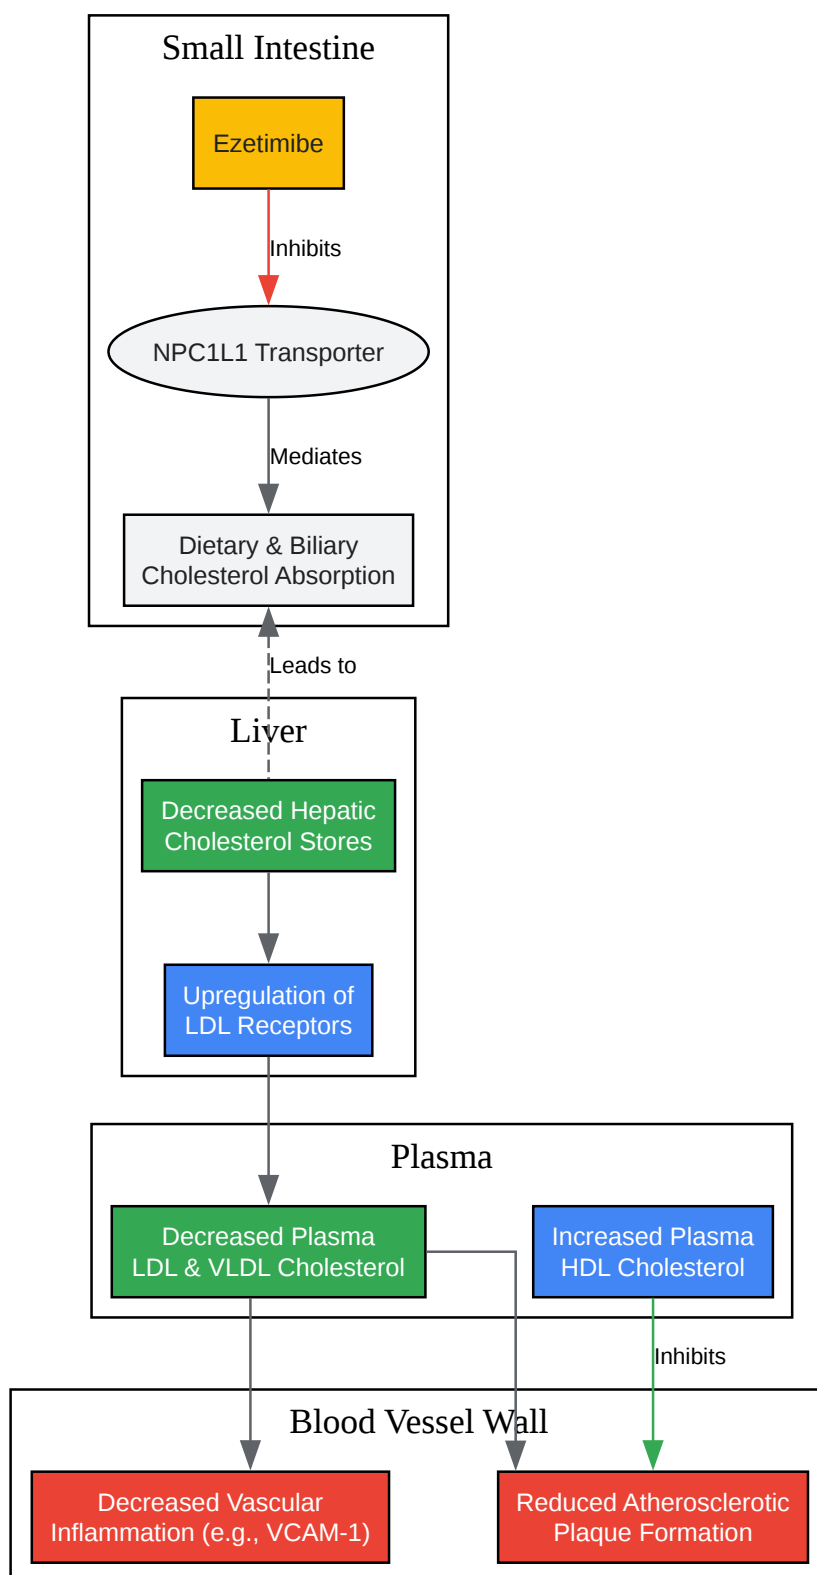 Small Intestine
Ezetimibe
Inhibits
NPC1L1 Transporter
Mediates
Dietary & Biliary
Cholesterol Absorption
Leads to
Liver
Decreased Hepatic
Cholesterol Stores
Upregulation of
LDL Receptors
Plasma
Decreased Plasma
LDL & VLDL Cholesterol
Increased Plasma
HDL Cholesterol
Inhibits
Blood Vessel Wall
Decreased Vascular
Inflammation (e.g., VCAM-1)
Reduced Atherosclerotic
Plaque Formation